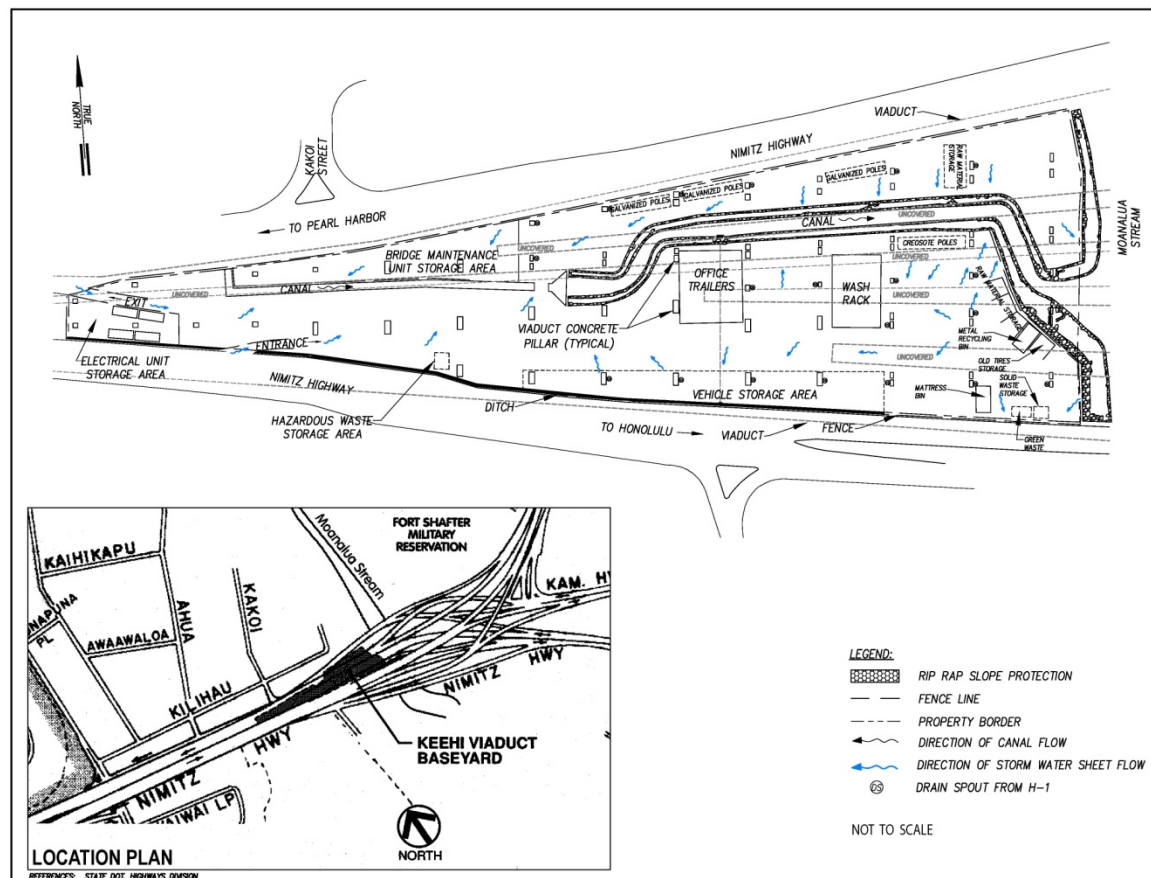 TRUE
NORTH
KAKOI
STREET
TO PEARL HARBOR
NIMITZ HIGHWAY
VIADUCT
MOANALUA
STREAM
GALVANIZED POLES
GALVANIZED POLES
GALVANIZED POLES
RAW MATERIAL
STORAGE
UNCOVERED
CANAL
UNCOVERED
CREOSOTE POLES
UNCOVERED
BRIDGE MAINTENANCE
UNIT STORAGE AREA
UNCOVERED
CANAL
EXIT
OFFICE
TRAILERS
WASH
RACK
UNCOVERED
RAW MATERIAL STORAGE
VIADUCT CONCRETE
PILLAR (TYPICAL)
METAL
RECYCLING
BIN
OLD TIRES
STORAGE
UNCOVERED
ENTRANCE
ELECTRICAL UNIT
STORAGE AREA
NIMITZ HIGHWAY
HAZARDOUS WASTE
STORAGE AREA
DITCH
VEHICLE STORAGE AREA
MATTRESS
BIN
SOLID
WASTE
STORAGE
GREEN
WASTE
TO HONOLULU
VIADUCT
FENCE
KAIHIKAPU
AWAAWALOA
PL
AHUA
KAKOI
KILIHAU
Moanalua Stream
FORT SHAFTER
MILITARY
RESERVATION
KAM.
NIMITZ
HWY
KEEHI VIADUCT
BASEYARD
NIMITZ
HWY
LP
NORTH
LOCATION PLAN
REFERENCES: STATE DOT, HIGHWAYS DIVISION
LEGEND:
RIP RAP SLOPE PROTECTION
FENCE LINE
PROPERTY BORDER
DIRECTION OF CANAL FLOW
DIRECTION OF STORM WATER SHEET FLOW
DS DRAIN SPOUT FROM H-1
NOT TO SCALE